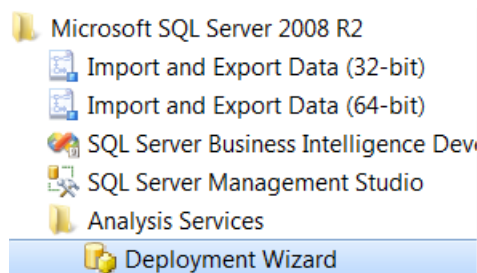 Microsoft SQL Server 2008 R2
Import and Export Data (32-bit)
Import and Export Data (64-bit)
SQL Server Business Intelligence Deve
SQL Server Management Studio
Analysis Services
Deployment Wizard